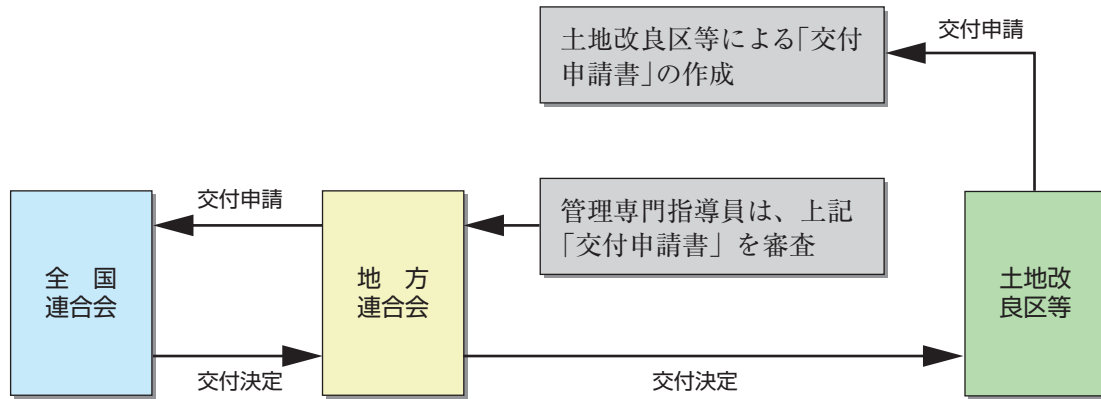 土地改良区等による「交付
申請書」の作成
交付申請
交付申請
管理専門指導員は、上記
「交付申請書」を審査
全 国
連合会
地 方
連合会
土地改
良区等
交付決定
交付決定